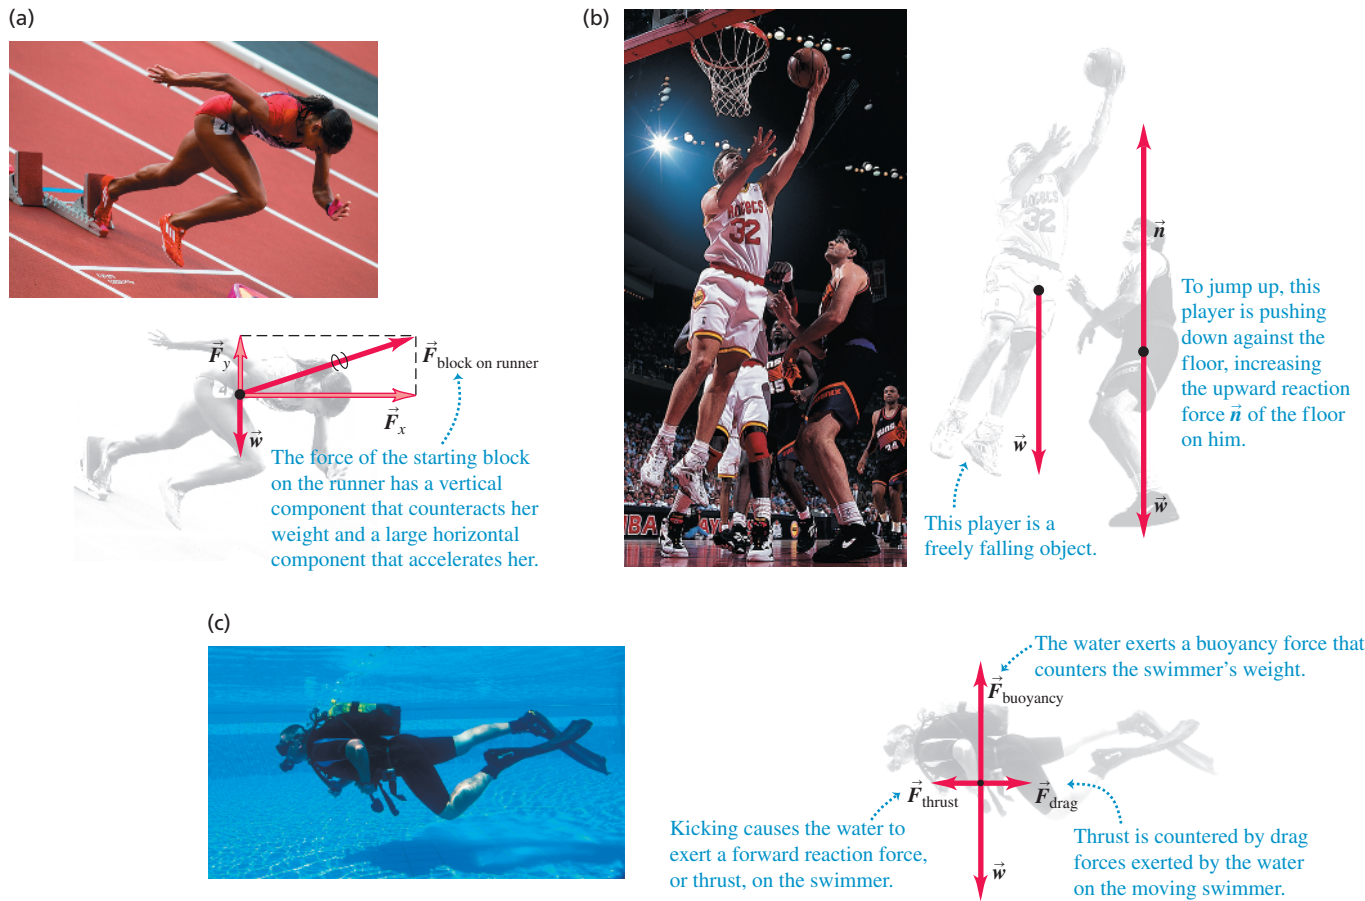 (a)
4
F⃗y
F⃗block on runner
F⃗x
w⃗
The force of the starting block
on the runner has a vertical
component that counteracts her
weight and a large horizontal
component that accelerates her.
(b)
ROCKETS
32
45
SUNS
24
NBA
n⃗
To jump up, this
player is pushing
down against the
floor, increasing
the upward reaction
force n⃗ of the floor
on him.
w⃗
w⃗
This player is a
freely falling object.
(c)
The water exerts a buoyancy force that
counters the swimmer's weight.
F⃗buoyancy
F⃗thrust
F⃗drag
Kicking causes the water to
exert a forward reaction force,
or thrust, on the swimmer.
Thrust is countered by drag
forces exerted by the water
on the moving swimmer.
w⃗